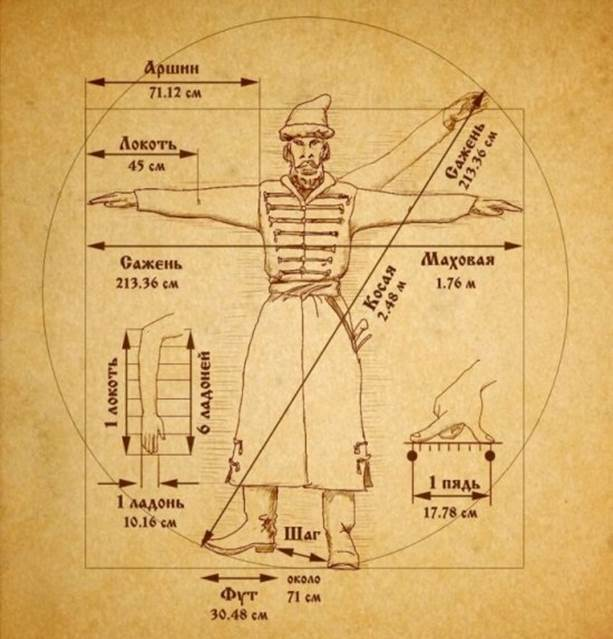 Аршин
71.12 см
Локоть
45 см
Сажень
213.36 см
Сажень
213.36 см
Маховая
1.76 м
Косая
2.48 м
1 локоть
6 ладоней
1 ладонь
10.16 см
1 пядь
17.78 см
Шаг
около
71 см
Фут
30.48 см